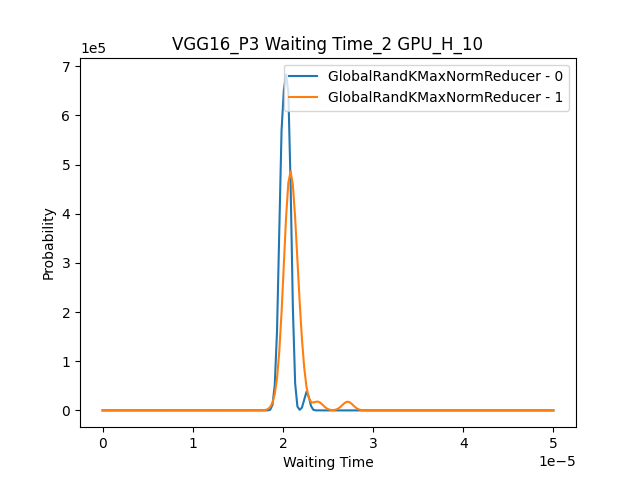 VGG16_P3 Waiting Time_2 GPU_H_10
1e5
GlobalRandKMaxNormReducer - 0
GlobalRandKMaxNormReducer - 1
7
6
5
4
3
2
1
0
Probability
0 1 2 3 4 5
Waiting Time
1e−5